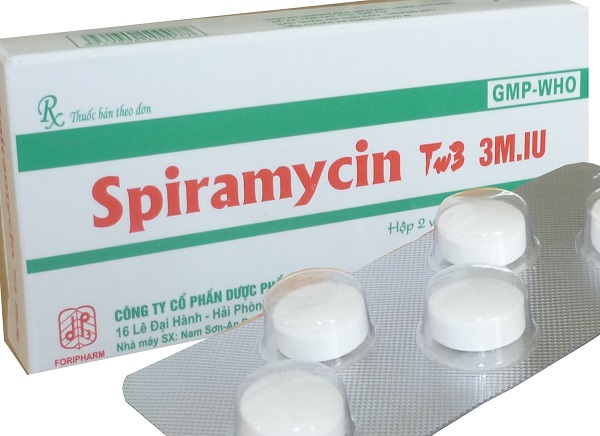 Rx Thuốc bán theo đơn
GMP-WHO
Spiramycin Tw3 3M.IU
Hộp 2
CÔNG TY CỔ PHẦN DƯỢC
16 Lê Đại Hành - Hải Phòng
Nhà máy SX: Nam Sơn-An
FORIPHARM